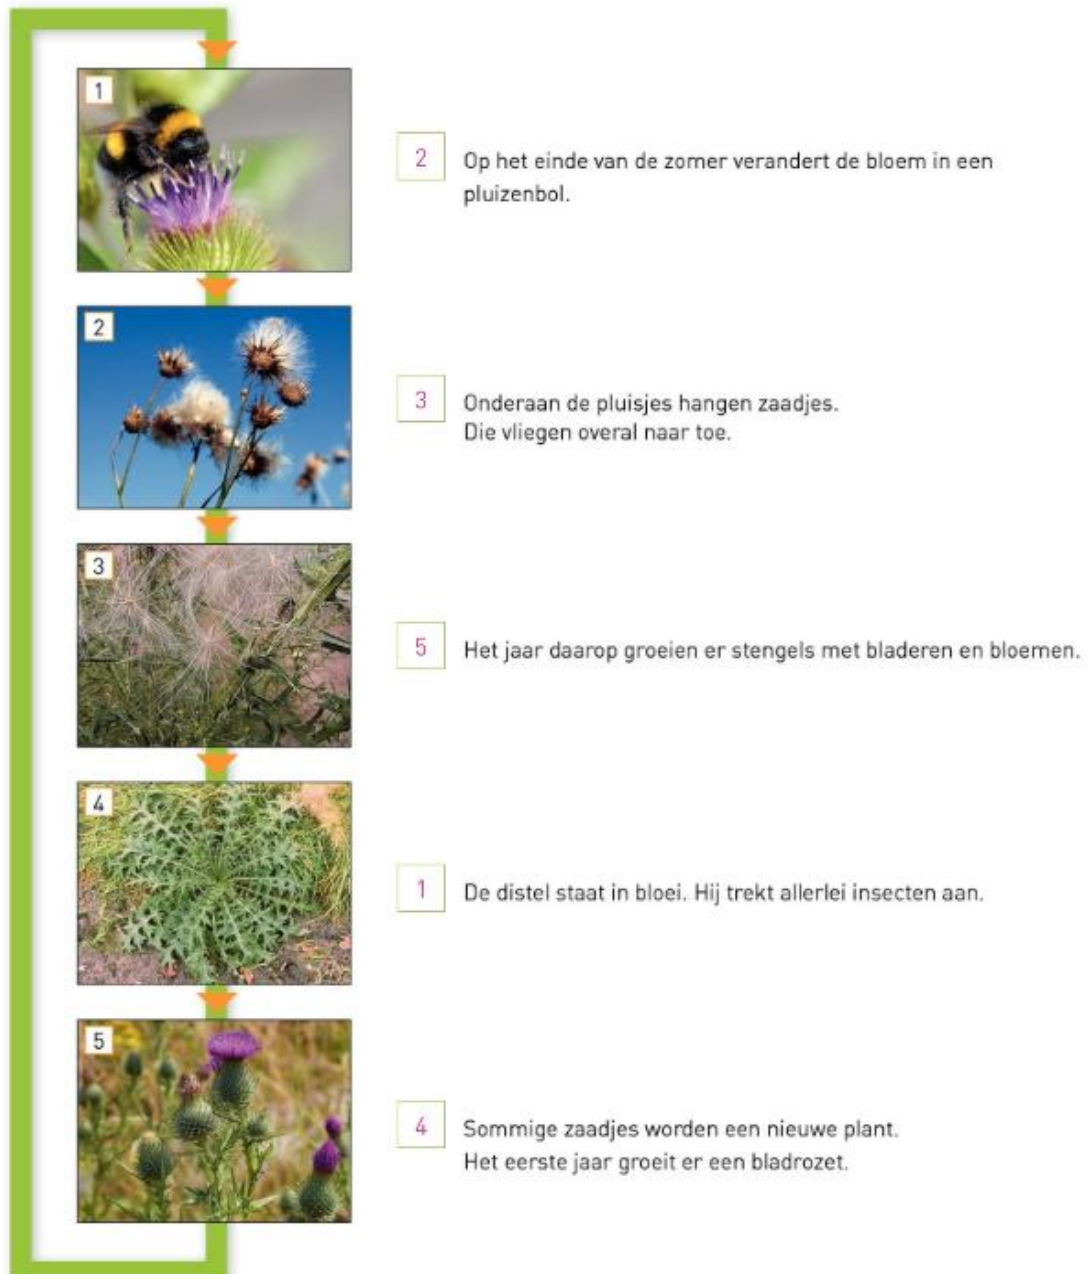 1
2 Op het einde van de zomer verandert de bloem in een
pluizenbol.
2
3 Onderaan de pluisjes hangen zaadjes.
Die vliegen overal naar toe.
3
5 Het jaar daarop groeien er stengels met bladeren en bloemen.
4
1 De distel staat in bloei. Hij trekt allerlei insecten aan.
5
4 Sommige zaadjes worden een nieuwe plant.
Het eerste jaar groeit er een bladrozet.